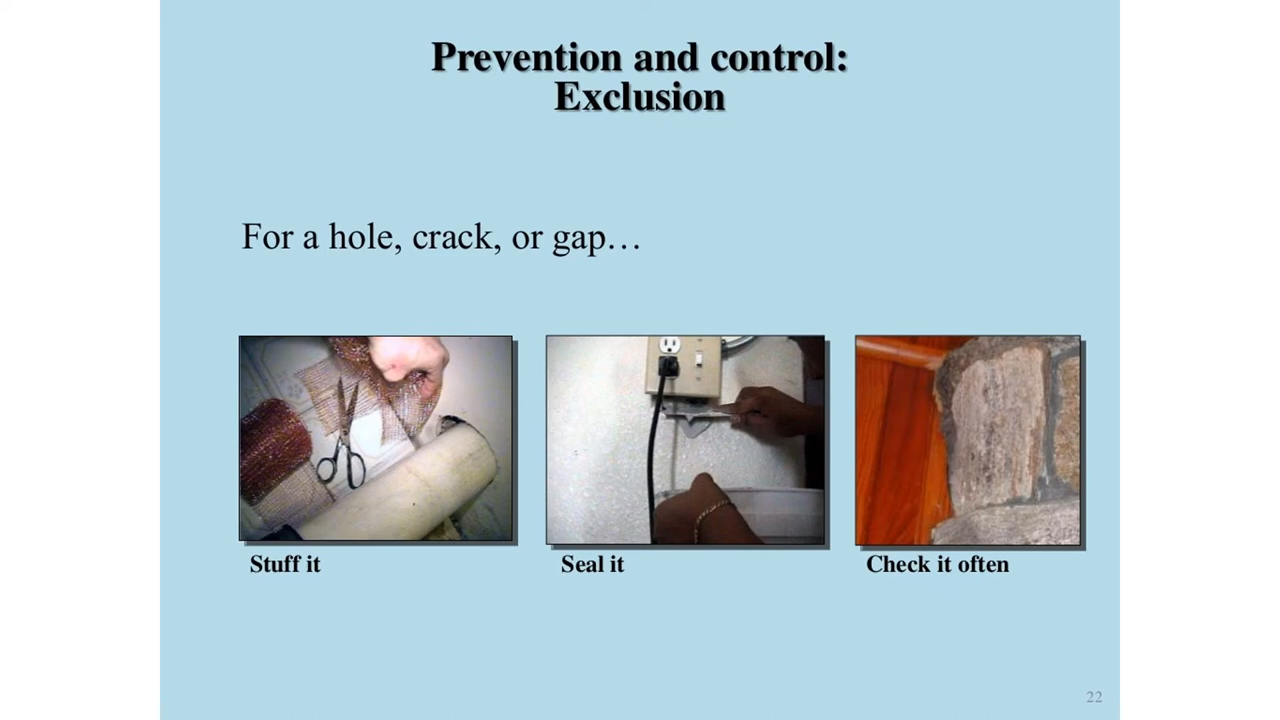 Prevention and control:
Exclusion
For a hole, crack, or gap…
Stuff it
Seal it
Check it often
22